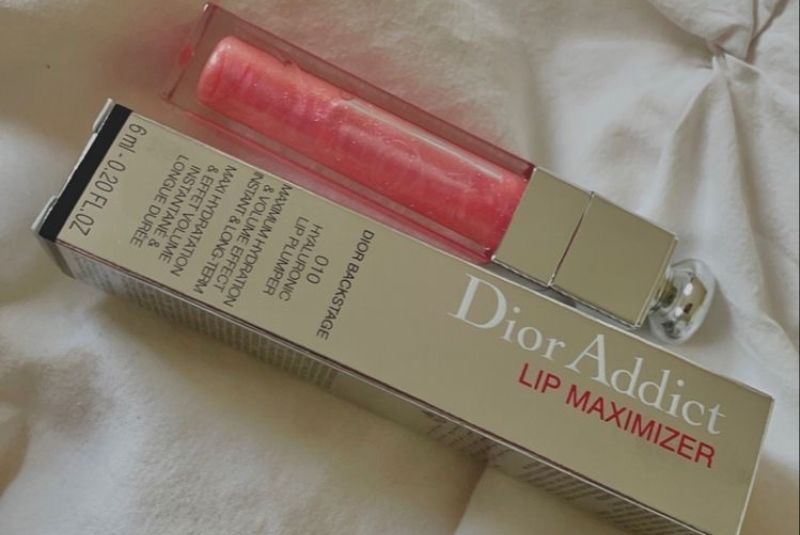 Dior Addict
LIP MAXIMIZER
DIOR BACKSTAGE
010
HYALURONIC
LIP PLUMPER
MAXIMUM HYDRATION
& VOLUME EFFECT
INSTANT & LONG-TERM
MAXI HYDRATATION
& EFFET VOLUME
INSTANTANÉ &
LONGUE DURÉE
6 ml - 0.20 FL.OZ